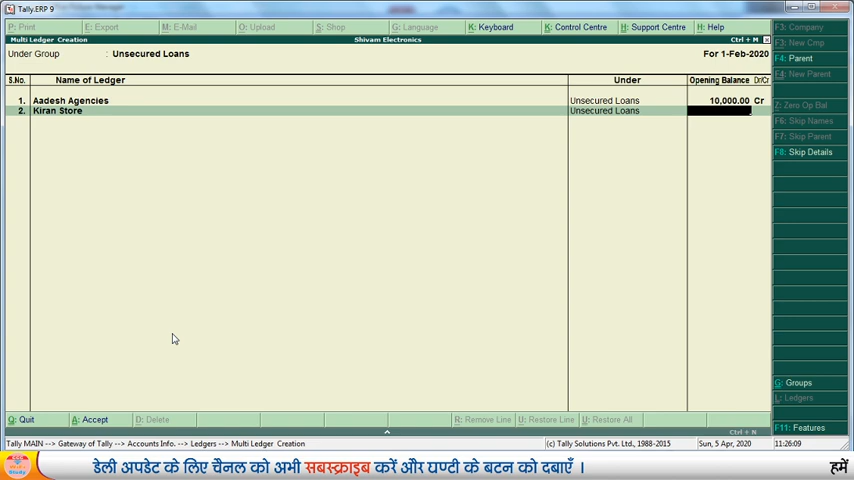 Tally.ERP 9
P: Print E: Export M: E-Mail O: Upload S: Shop G: Language K: Keyboard K: Control Centre H: Support Centre H: Help F3: Company
Multi Ledger Creation Shivam Electronics Ctrl + M
F3: New Cmp
Under Group : Unsecured Loans For 1-Feb-2020
F4: Parent
F4: New Parent
S.No. Name of Ledger Under Opening Balance Dr/Cr
1. Aadesh Agencies Unsecured Loans 10,000.00 Cr
Z: Zero Op Bal
2. Kiran Store Unsecured Loans
F6: Skip Names
F7: Skip Parent
F8: Skip Details
G: Groups
L: Ledgers
Q: Quit A: Accept D: Delete R: Remove Line U: Restore Line U: Restore All
F11: Features
Ctrl + N
Tally MAIN --> Gateway of Tally --> Accounts Info. --> Ledgers --> Multi Ledger Creation (c) Tally Solutions Pvt. Ltd., 1988-2015 Sun, 5 Apr, 2020 11:26:09
डेली अपडेट के लिए चैनल को अभी सबस्क्राइब करें और घण्टी के बटन को दबाएँ । हमें